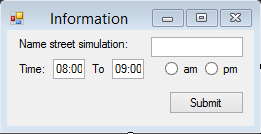 Information
Name street simulation:
Time: 08:00 To 09:00 am pm
Submit